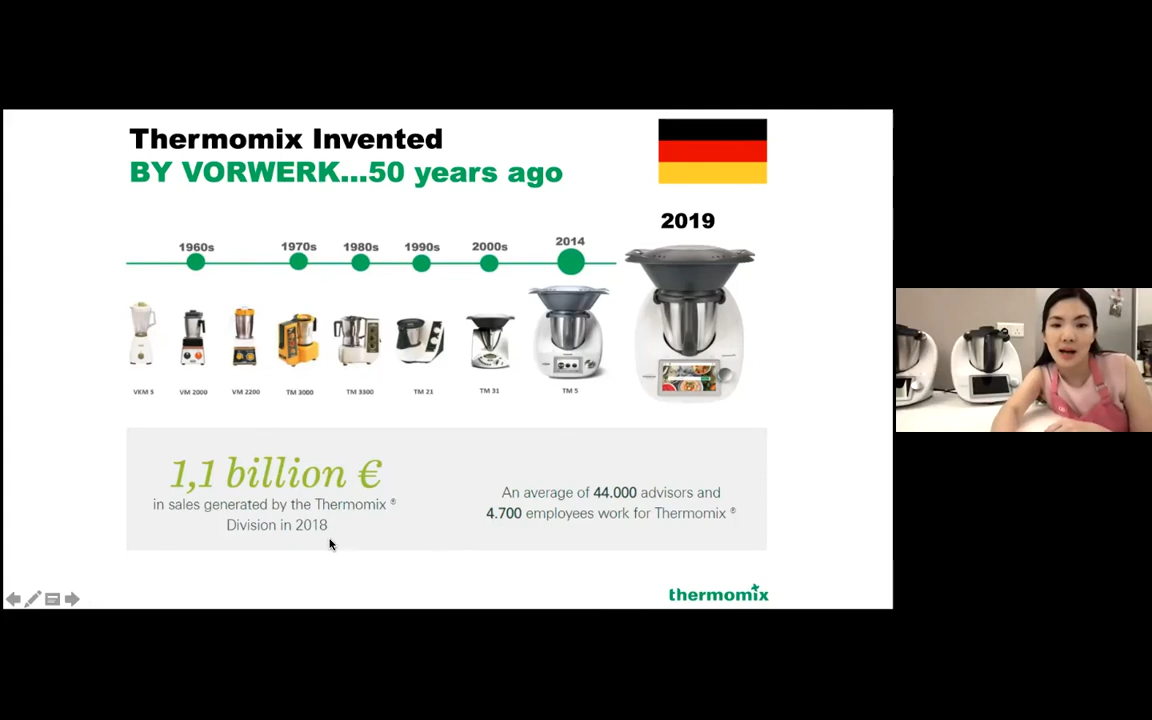 Thermomix Invented
BY VORWERK...50 years ago
2019
1960s 1970s 1980s 1990s 2000s 2014
VKM 5 VM 2000 VM 2200 TM 3000 TM 3300 TM 21 TM 31 TM 5
1,1 billion €
in sales generated by the Thermomix ®
Division in 2018
An average of 44.000 advisors and
4.700 employees work for Thermomix ®
thermomix